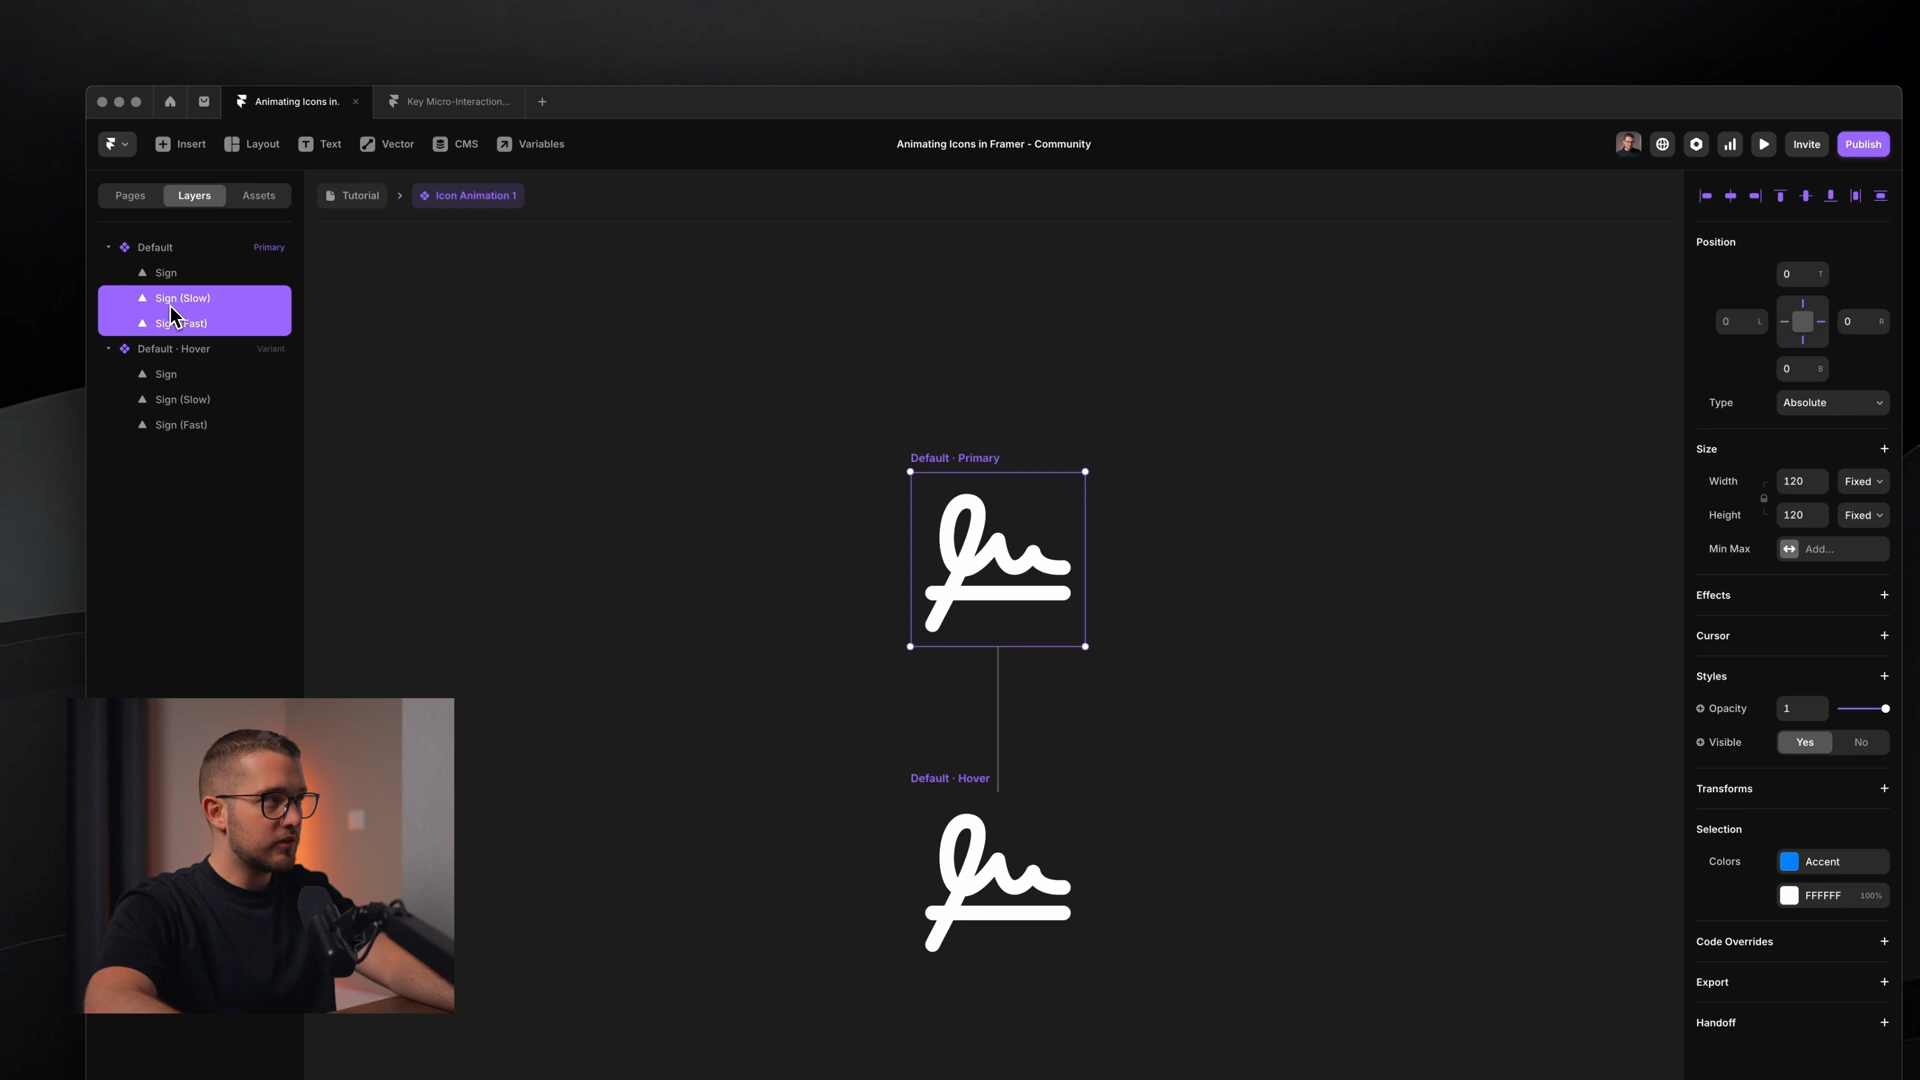 Animating Icons in.
Key Micro-Interaction...
Insert
Layout
Text
Vector
CMS
Variables
Animating Icons in Framer - Community
Invite
Publish
Pages
Layers
Assets
Tutorial
Icon Animation 1
Default
Primary
Sign
Sign (Slow)
Sign (Fast)
Default · Hover
Variant
Sign
Sign (Slow)
Sign (Fast)
Default · Primary
Default · Hover
Position
0 T
0 L
0 R
0 B
Type
Absolute
Size
Width
120
Fixed
Height
120
Fixed
Min Max
Add...
Effects
Cursor
Styles
Opacity
1
Visible
Yes
No
Transforms
Selection
Colors
Accent
FFFFFF
100%
Code Overrides
Export
Handoff